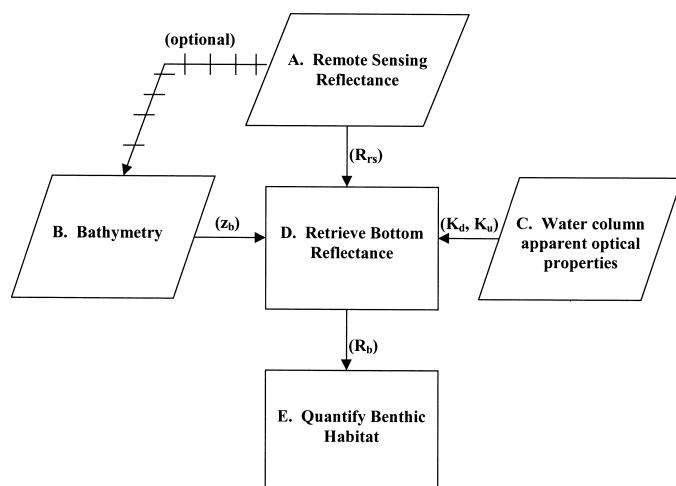 (optional)
A. Remote Sensing
Reflectance
(Rrs)
B. Bathymetry
(zb)
D. Retrieve Bottom
Reflectance
(Kd, Ku)
C. Water column
apparent optical
properties
(Rb)
E. Quantify Benthic
Habitat